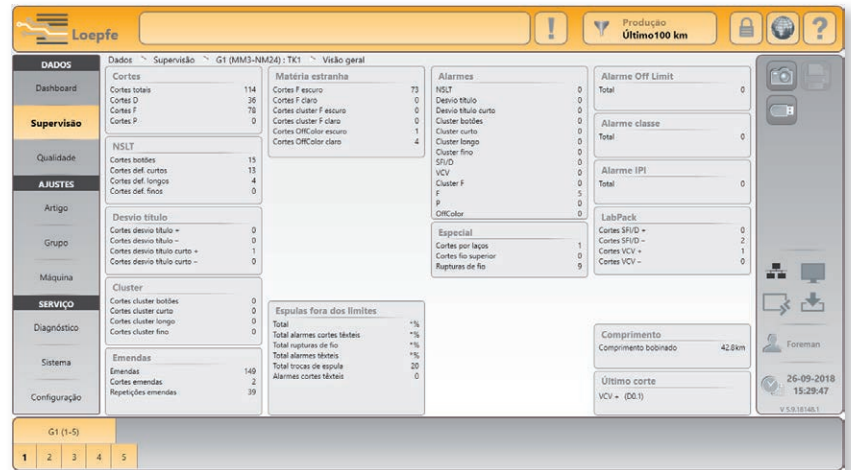 Loepfe
!
Produção
Último100 km
?
DADOS
Dashboard
Supervisão
Qualidade
AJUSTES
Artigo
Grupo
Máquina
SERVIÇO
Diagnóstico
Sistema
Configuração
Dados Supervisão G1 (MM3-NM24) : TK1 Visão geral
Cortes
Cortes totais 114
Cortes D 36
Cortes F 78
Cortes P 0
NSLT
Cortes botões 15
Cortes def. curtos 13
Cortes def. longos 4
Cortes def. finos 0
Desvio título
Cortes desvio título + 0
Cortes desvio título − 0
Cortes desvio título curto + 1
Cortes desvio título curto − 0
Cluster
Cortes cluster botões 0
Cortes cluster curto 0
Cortes cluster longo 0
Cortes cluster fino 0
Emendas
Emendas 149
Cortes emendas 2
Repetições emendas 39
Matéria estranha
Cortes F escuro 73
Cortes F claro 0
Cortes cluster F escuro 0
Cortes cluster F claro 0
Cortes OffColor escuro 1
Cortes OffColor claro 4
Espulas fora dos limites
Total *%
Total alarmes cortes têxteis *%
Total rupturas de fio *%
Total alarmes têxteis *%
Total trocas de espula 20
Alarmes cortes têxteis 0
Alarmes
NSLT 0
Desvio título 0
Desvio título curto 0
Cluster botões 0
Cluster curto 0
Cluster longo 0
Cluster fino 0
SFI/D 0
VCV 0
Cluster F 0
F 5
P 0
OffColor 0
Especial
Cortes por laços 1
Cortes fio superior 0
Rupturas de fio 9
Alarme Off Limit
Total 0
Alarme classe
Total 0
Alarme IPI
Total 0
LabPack
Cortes SFI/D + 0
Cortes SFI/D − 2
Cortes VCV + 1
Cortes VCV − 0
Comprimento
Comprimento bobinado 42.8km
Último corte
VCV + (D0.1)
Foreman
26-09-2018
15:29:47
V 5.9.18148.1
G1 (1-5)
1 2 3 4 5